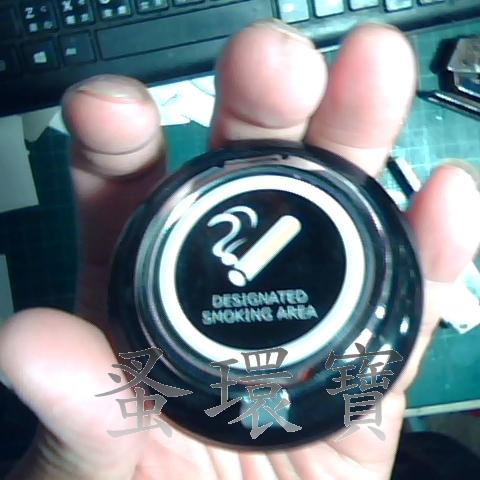 DESIGNATED
SMOKING AREA
蚤環寶